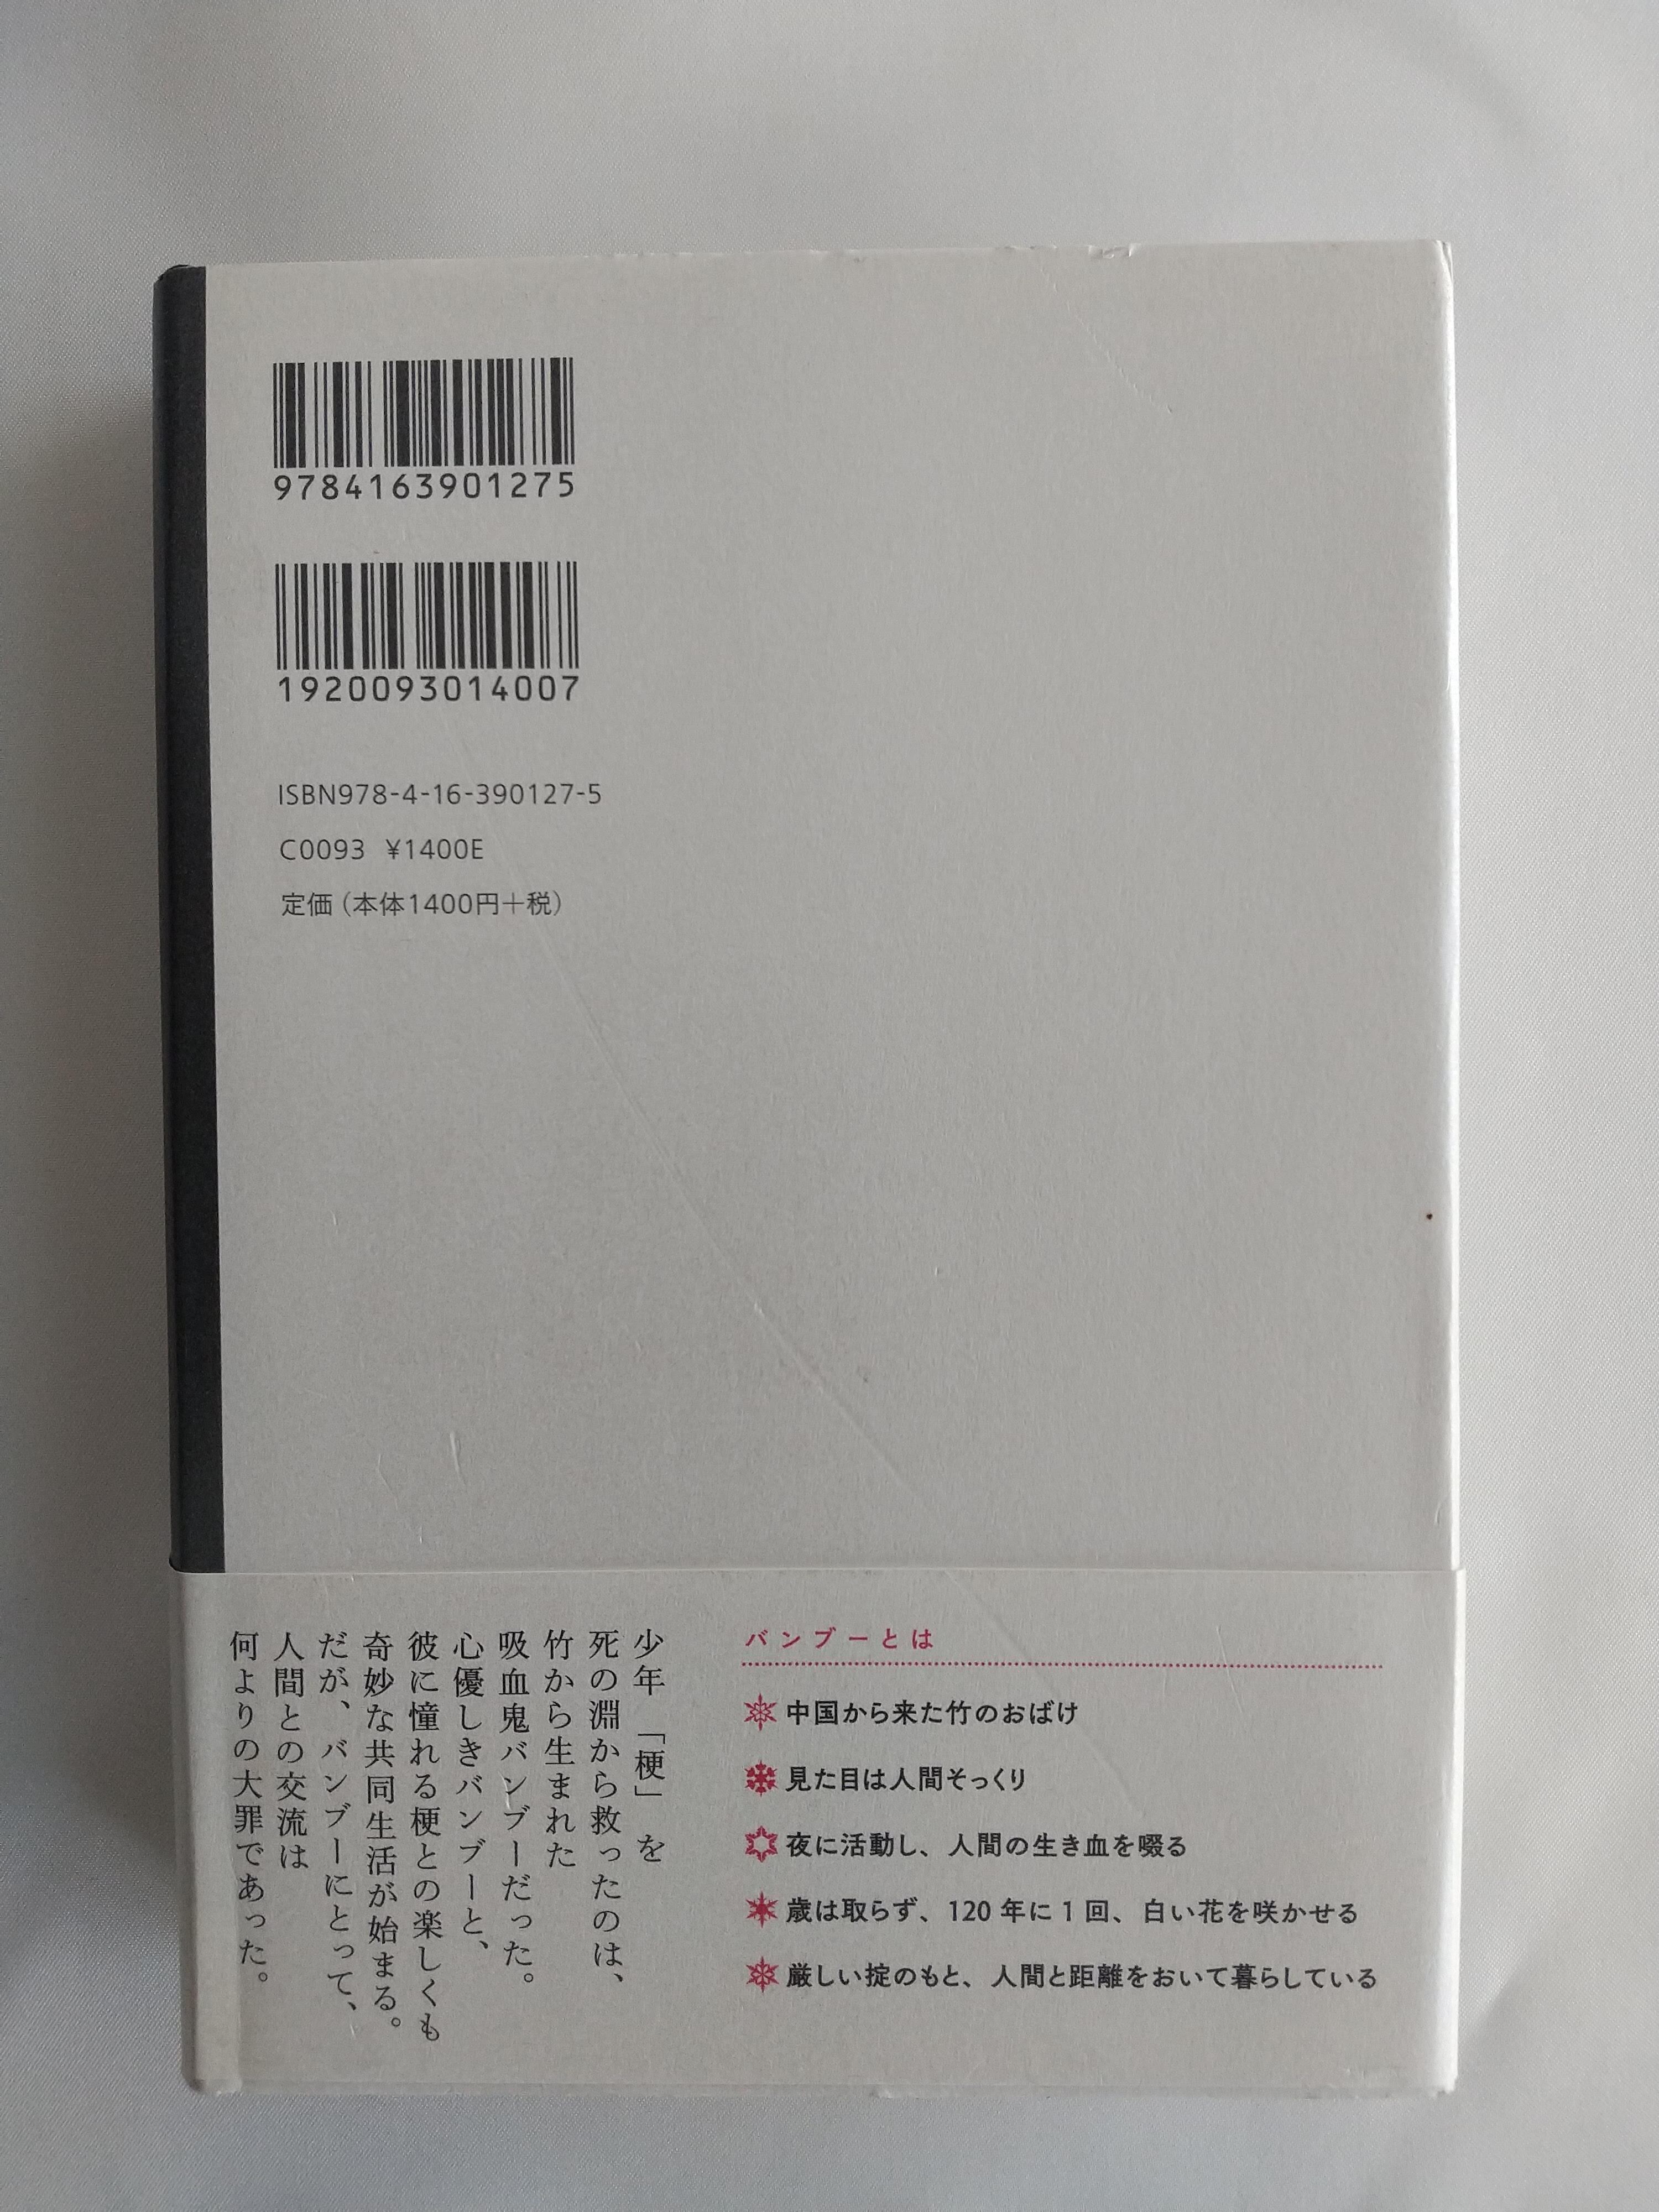 9784163901275
1920093014007
ISBN978-4-16-390127-5
C0093 ¥1400E
定価（本体1400円＋税）
少年「梗」を
死の淵から救ったのは、
竹から生まれた
吸血鬼バンブーだった。
心優しきバンブーと、
彼に憧れる梗との楽しくも
奇妙な共同生活が始まる。
だが、バンブーにとって、
人間との交流は
何よりの大罪であった。
バンブーとは
中国から来た竹のおばけ
見た目は人間そっくり
夜に活動し、人間の生き血を啜る
歳は取らず、120年に1回、白い花を咲かせる
厳しい掟のもと、人間と距離をおいて暮らしている